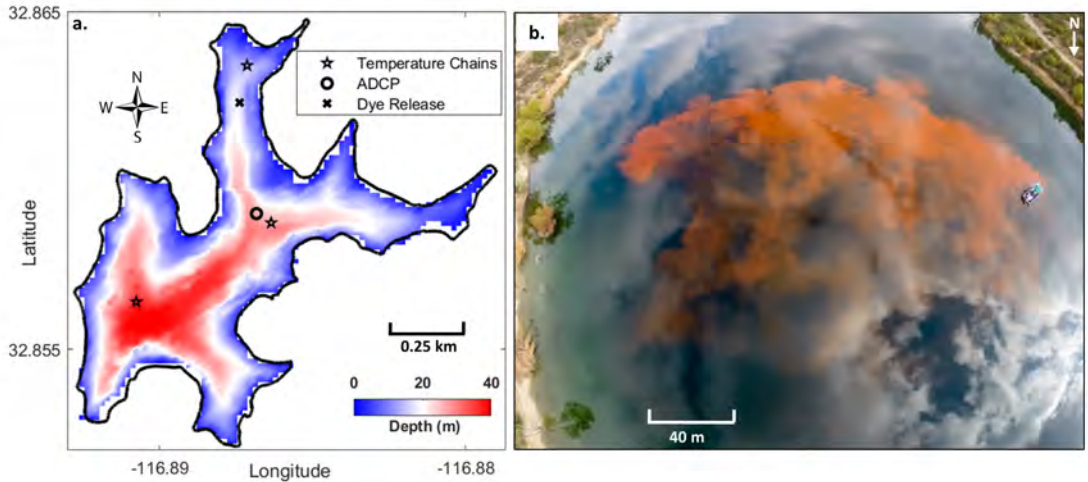 a.
32.865
Temperature Chains
ADCP
Dye Release
N
W E
S
Latitude
0.25 km
32.855
0 20 40
Depth (m)
-116.89 -116.88
Longitude
b.
N
40 m